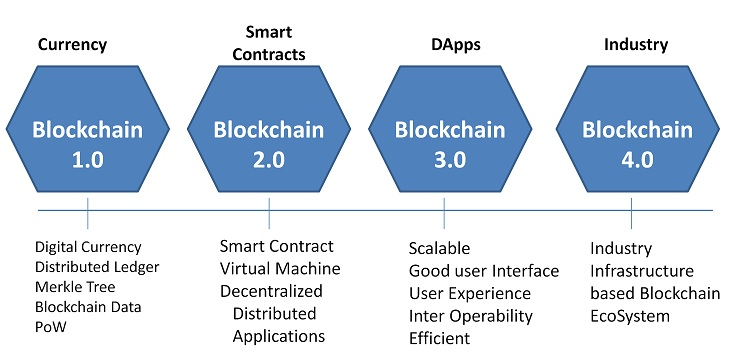 Currency
Smart
Contracts
DApps
Industry
Blockchain
1.0
Blockchain
2.0
Blockchain
3.0
Blockchain
4.0
Digital Currency
Distributed Ledger
Merkle Tree
Blockchain Data
PoW
Smart Contract
Virtual Machine
Decentralized
Distributed
Applications
Scalable
Good user Interface
User Experience
Inter Operability
Efficient
Industry
Infrastructure
based Blockchain
EcoSystem